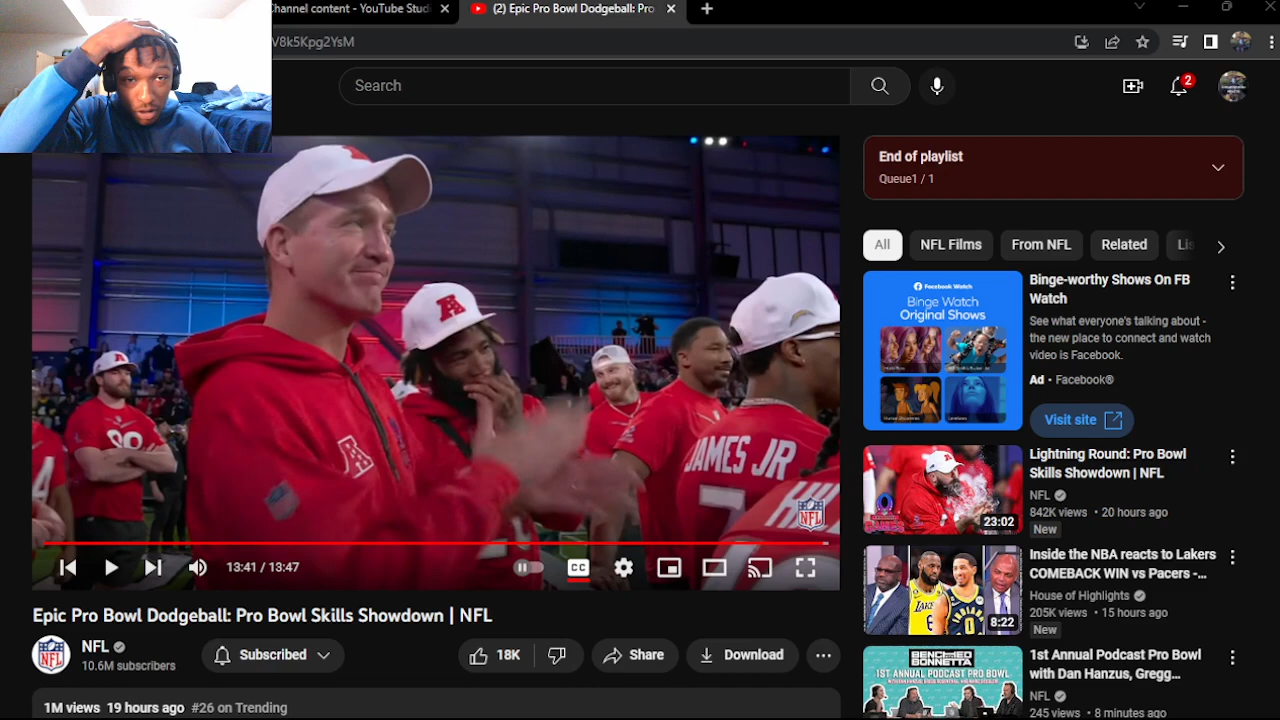 Channel content - YouTube Studi
(2) Epic Pro Bowl Dodgeball: Pro
V8k5Kpg2YsM
Search
2
End of playlist
Queue1 / 1
All
NFL Films
From NFL
Related
Lis
facebook Watch
Binge Watch
Original Shows
Binge-worthy Shows On FB
Watch
See what everyone's talking about -
the new place to connect and watch
video is Facebook.
Ad • Facebook®
Visit site
A
A
JAMES JR
NFL
13:41 / 13:47
CC
Lightning Round: Pro Bowl
Skills Showdown | NFL
NFL
842K views • 20 hours ago
New
23:02
Inside the NBA reacts to Lakers
COMEBACK WIN vs Pacers -...
House of Highlights
205K views • 15 hours ago
New
8:22
Epic Pro Bowl Dodgeball: Pro Bowl Skills Showdown | NFL
NFL
10.6M subscribers
Subscribed
18K
Share
Download
BENCHED
BONNETTA
1ST ANNUAL PODCAST PRO BOWL
1st Annual Podcast Pro Bowl
with Dan Hanzus, Gregg...
NFL
245 views • 8 minutes ago
1M views 19 hours ago #26 on Trending